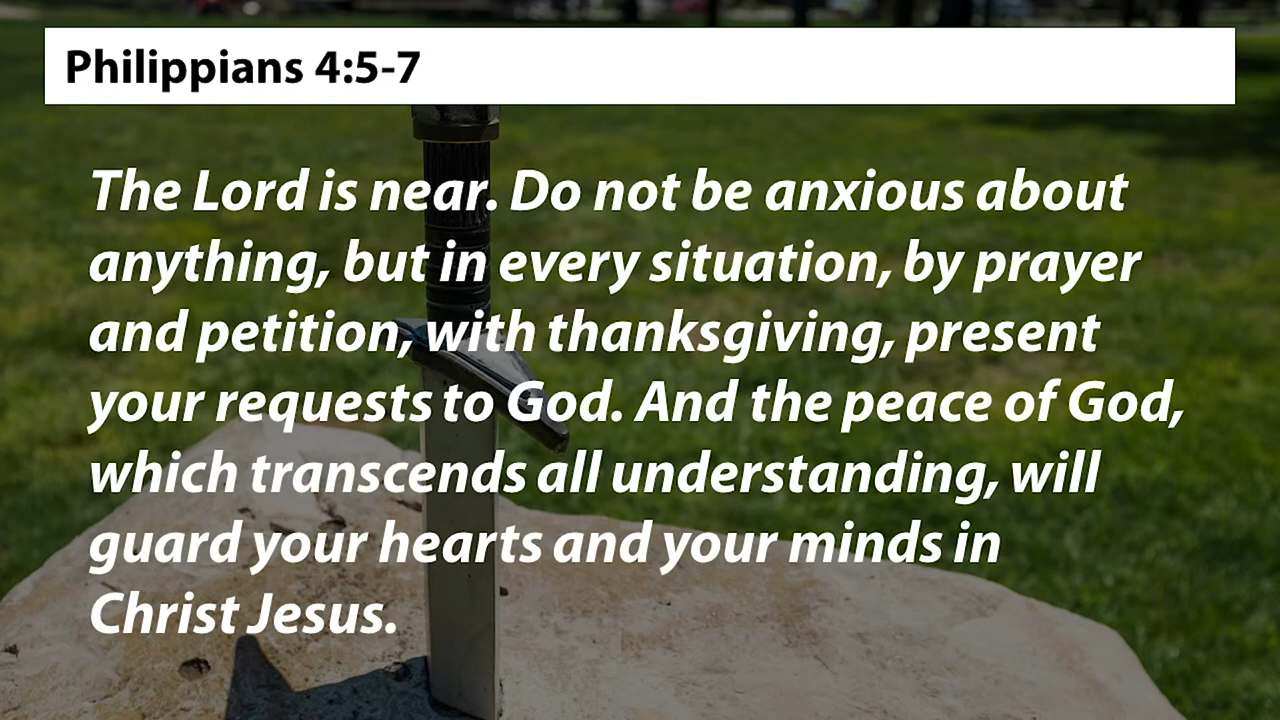 Philippians 4:5-7
The Lord is near. Do not be anxious about
anything, but in every situation, by prayer
and petition, with thanksgiving, present
your requests to God. And the peace of God,
which transcends all understanding, will
guard your hearts and your minds in
Christ Jesus.